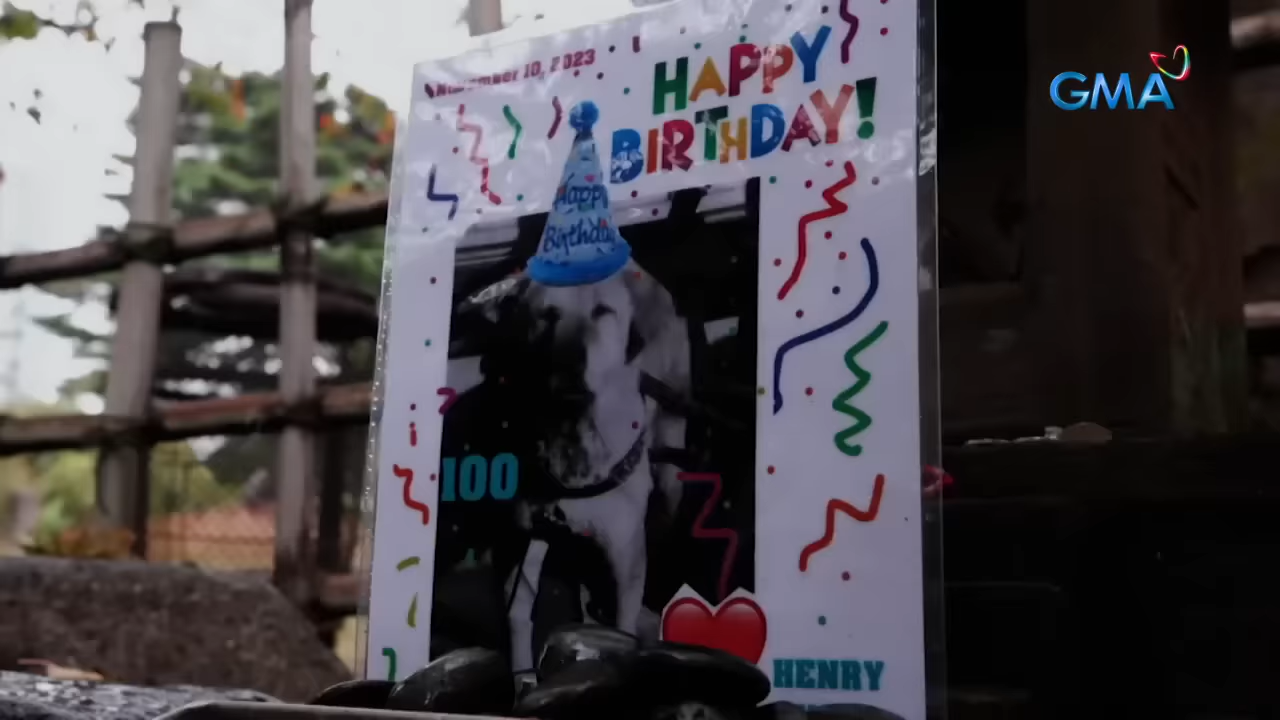 November 10, 2023
HAPPY
BIRTHDAY!
GMA
Happy
Birthday
100
HENRY